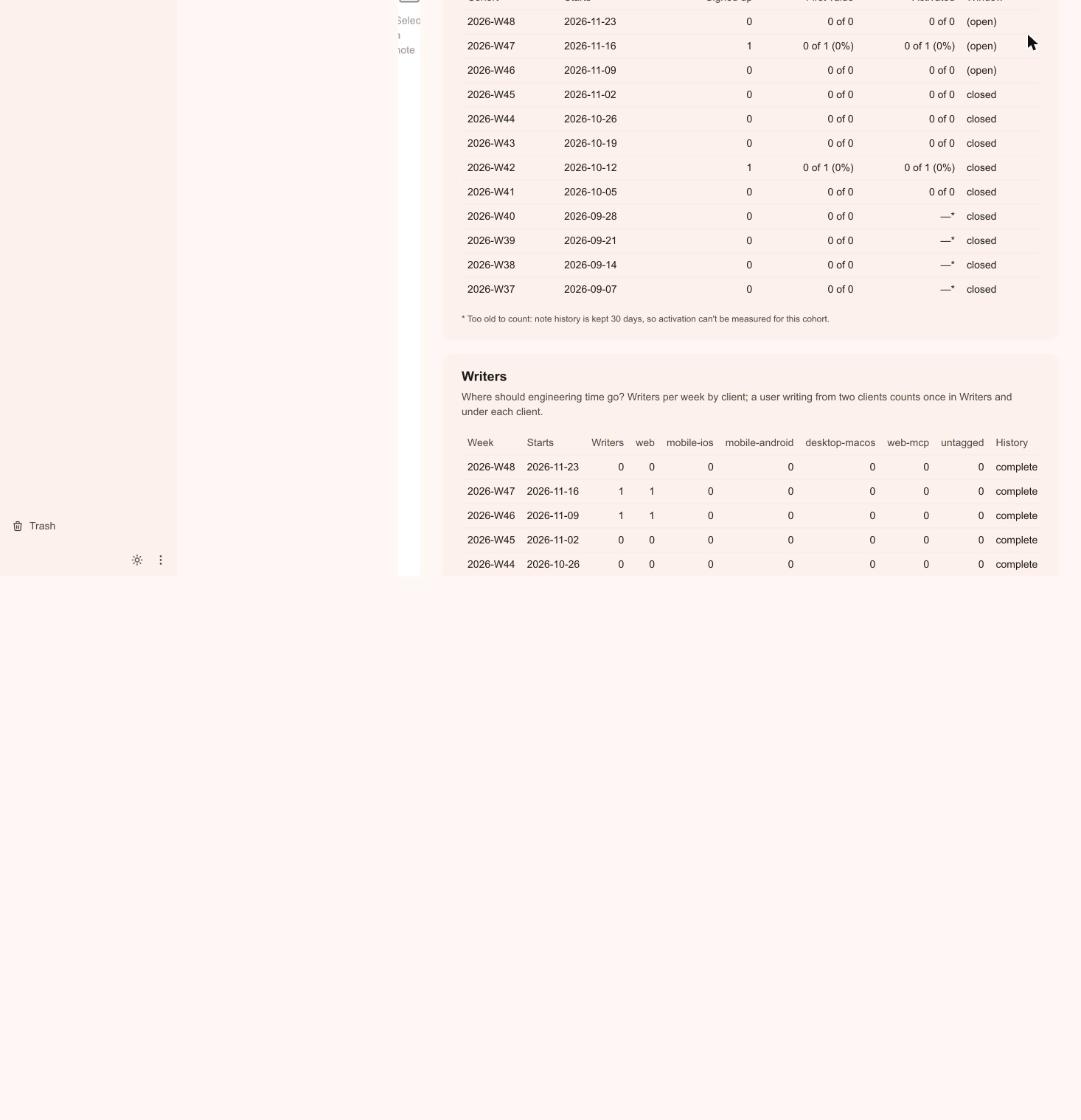 Selec
a
note
Trash
2026-W48 2026-11-23 0 0 of 0 0 of 0 (open)
2026-W47 2026-11-16 1 0 of 1 (0%) 0 of 1 (0%) (open)
2026-W46 2026-11-09 0 0 of 0 0 of 0 (open)
2026-W45 2026-11-02 0 0 of 0 0 of 0 closed
2026-W44 2026-10-26 0 0 of 0 0 of 0 closed
2026-W43 2026-10-19 0 0 of 0 0 of 0 closed
2026-W42 2026-10-12 1 0 of 1 (0%) 0 of 1 (0%) closed
2026-W41 2026-10-05 0 0 of 0 0 of 0 closed
2026-W40 2026-09-28 0 0 of 0 —* closed
2026-W39 2026-09-21 0 0 of 0 —* closed
2026-W38 2026-09-14 0 0 of 0 —* closed
2026-W37 2026-09-07 0 0 of 0 —* closed
* Too old to count: note history is kept 30 days, so activation can't be measured for this cohort.
Writers
Where should engineering time go? Writers per week by client; a user writing from two clients counts once in Writers and
under each client.
Week Starts Writers web mobile-ios mobile-android desktop-macos web-mcp untagged History
2026-W48 2026-11-23 0 0 0 0 0 0 0 complete
2026-W47 2026-11-16 1 1 0 0 0 0 0 complete
2026-W46 2026-11-09 1 1 0 0 0 0 0 complete
2026-W45 2026-11-02 0 0 0 0 0 0 0 complete
2026-W44 2026-10-26 0 0 0 0 0 0 0 complete